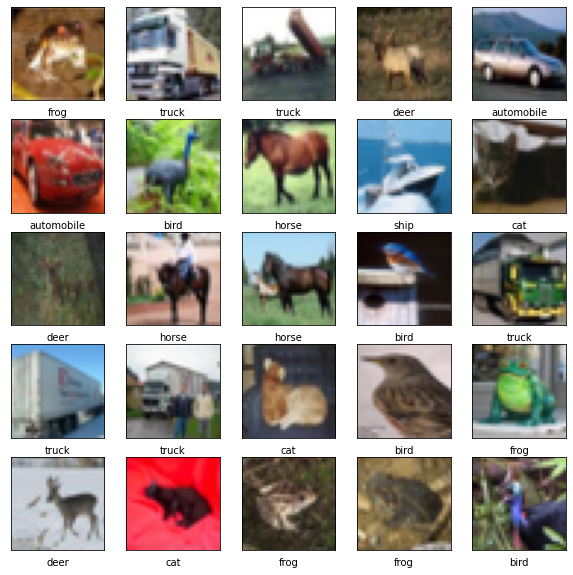 frog truck truck deer automobile
automobile bird horse ship cat
deer horse horse bird truck
truck truck cat bird frog
deer cat frog frog bird